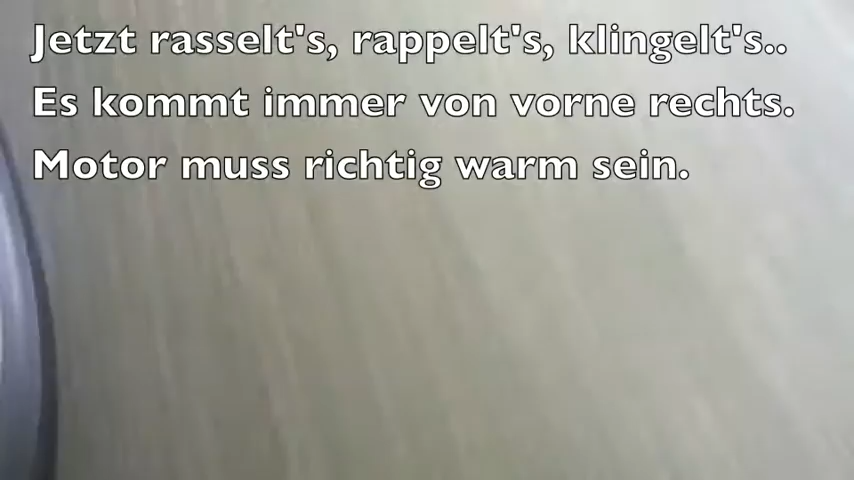 Jetzt rasselt's, rappelt's, klingelt's..
Es kommt immer von vorne rechts.
Motor muss richtig warm sein.